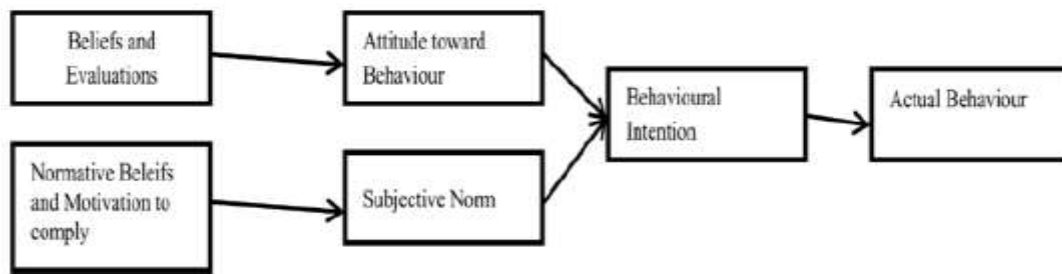 Beliefs and
Evaluations
Attitude toward
Behaviour
Behavioural
Intention
Actual Behaviour
Normative Beleifs
and Motivation to
comply
Subjective Norm